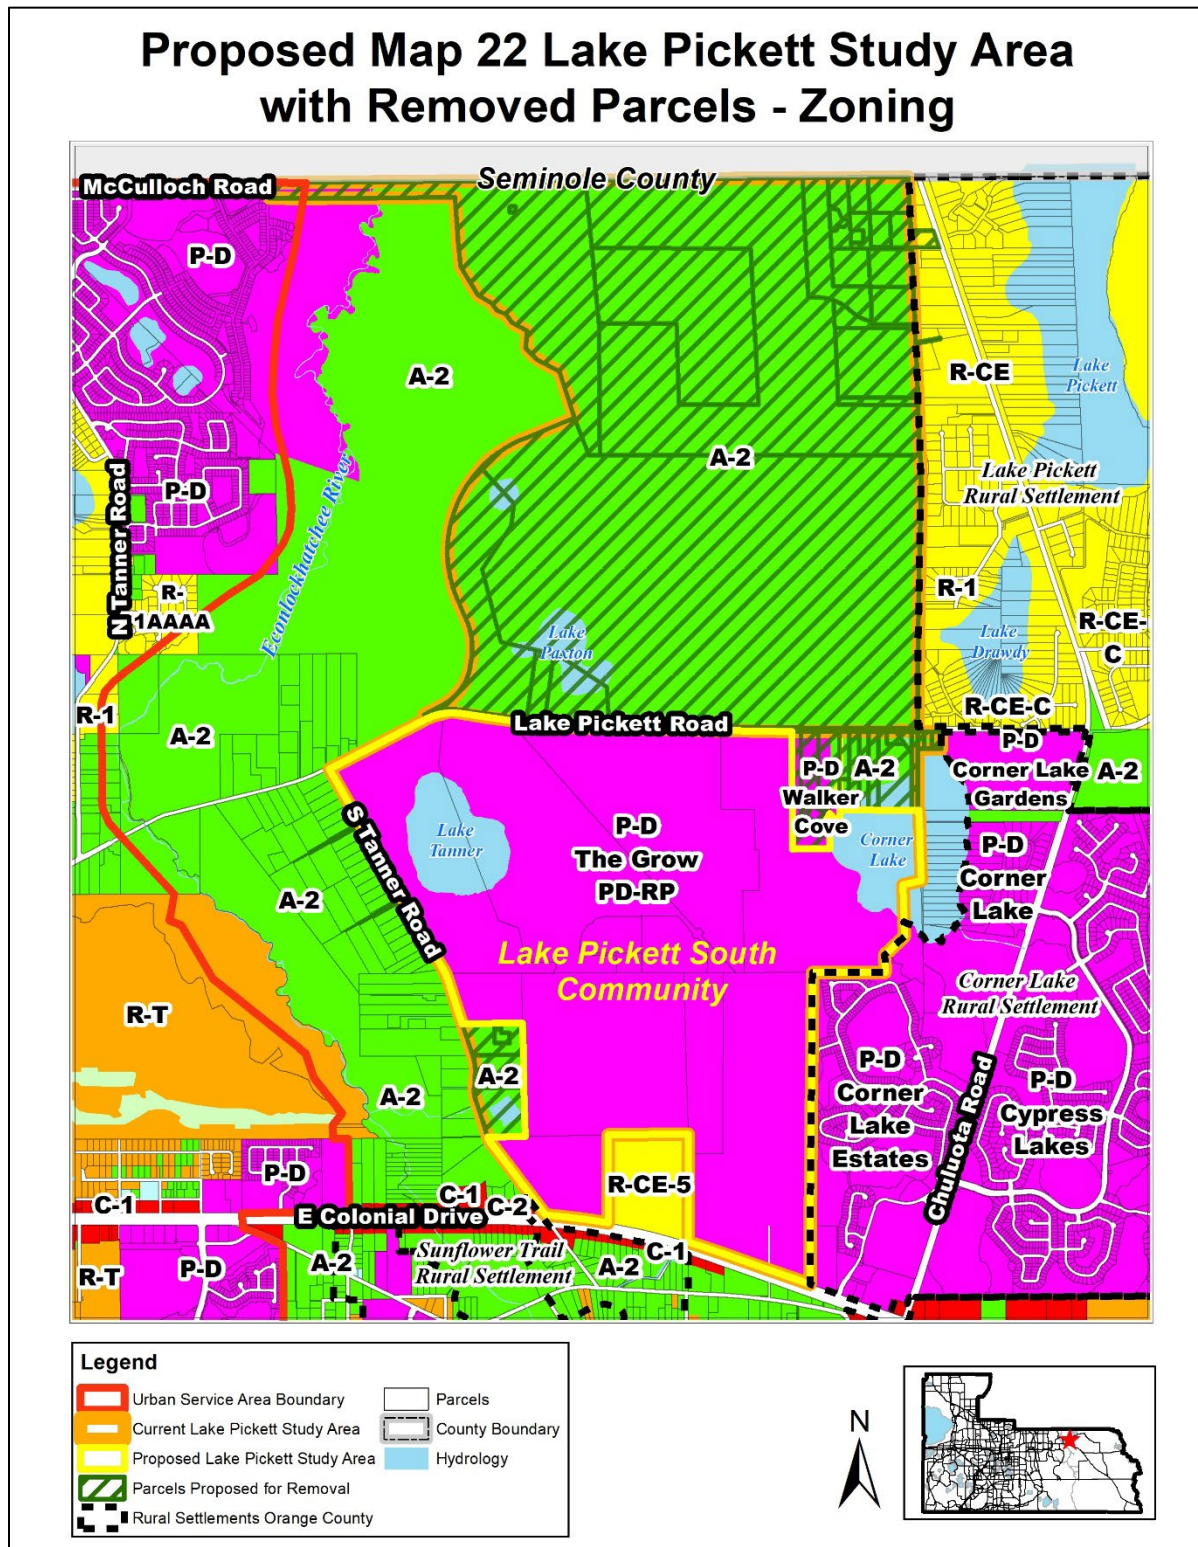 Proposed Map 22 Lake Pickett Study Area
with Removed Parcels - Zoning
Seminole County
McCulloch Road
P-D
A-2
R-CE
Lake
Pickett
A-2
Lake Pickett
Rural Settlement
P-D
N Tanner Road
Econlockhatchee River
R-
1AAAA
R-1
Lake
Paxton
Lake
Drawdy
R-CE-
C
R-1
A-2
R-CE-C
Lake Pickett Road
P-D
Corner Lake
Gardens
A-2
P-D
Walker
Cove
A-2
S Tanner Road
Lake
Tanner
P-D
The Grow
PD-RP
Corner
Lake
P-D
Corner
Lake
A-2
Lake Pickett South
Community
Corner Lake
Rural Settlement
R-T
A-2
A-2
P-D
Corner
Lake
Estates
P-D
Cypress
Lakes
Chuluota Road
P-D
R-CE-5
C-1
C-1
C-2
E Colonial Drive
R-T
P-D
A-2
Sunflower Trail
Rural Settlement
A-2
C-1
Legend
Urban Service Area Boundary
Current Lake Pickett Study Area
Proposed Lake Pickett Study Area
Parcels Proposed for Removal
Rural Settlements Orange County
Parcels
County Boundary
Hydrology
N